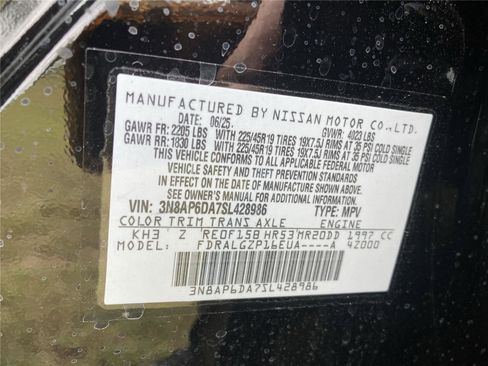 MANUFACTURED BY NISSAN MOTOR CO.,LTD.
DATE: 06/25. GVWR: 4023 LBS
GAWR FR: 2205 LBS WITH 225/45R19 TIRES 19X7.5J RIMS AT 35 PSI COLD SINGLE
GAWR RR: 1830 LBS WITH 225/45R19 TIRES 19X7.5J RIMS AT 35 PSI COLD SINGLE
THIS VEHICLE CONFORMS TO ALL APPLICABLE FEDERAL MOTOR
VEHICLE SAFETY AND THEFT PREVENTION STANDARDS
IN EFFECT ON THE DATE OF MANUFACTURE SHOWN ABOVE.
SEE OWNERS MANUAL
VIN: 3N8AP6DA7SL428986 TYPE: MPV
COLOR TRIM TRANS AXLE ENGINE
KH3 Z RE0F15B HR53 MR20DD 1997 CC
MODEL: FDRALGZP16EUA----A 42000
3N8AP6DA7SL428986